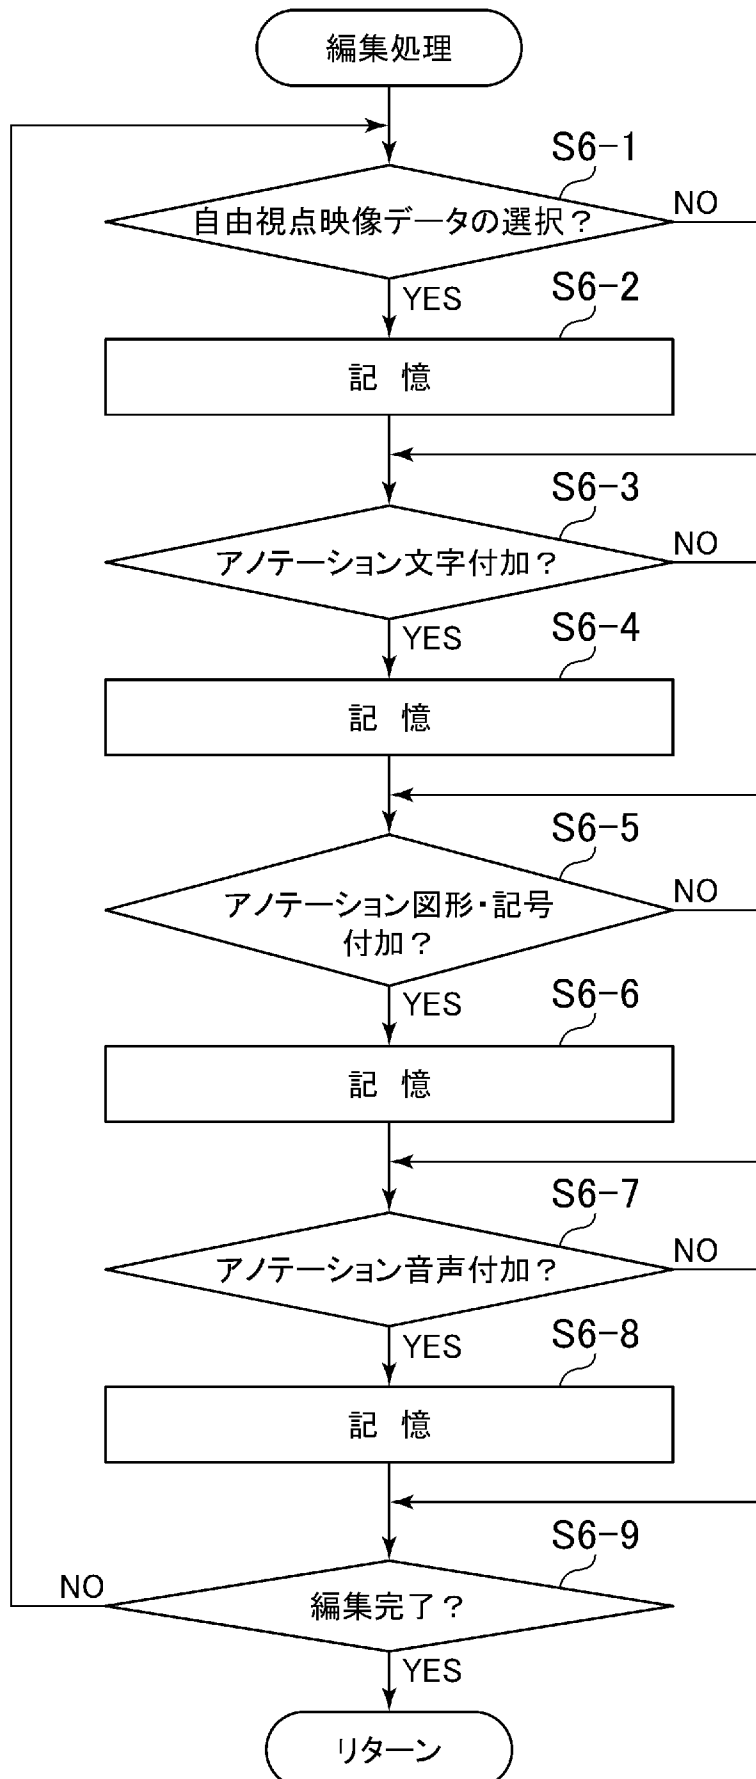 編集処理
S6-1
自由視点映像データの選択?
NO
YES
S6-2
記 憶
S6-3
アノテーション文字付加?
NO
YES
S6-4
記 憶
S6-5
アノテーション図形・記号
付加?
NO
YES
S6-6
記 憶
S6-7
アノテーション音声付加?
NO
YES
S6-8
記 憶
S6-9
編集完了?
NO
YES
リターン